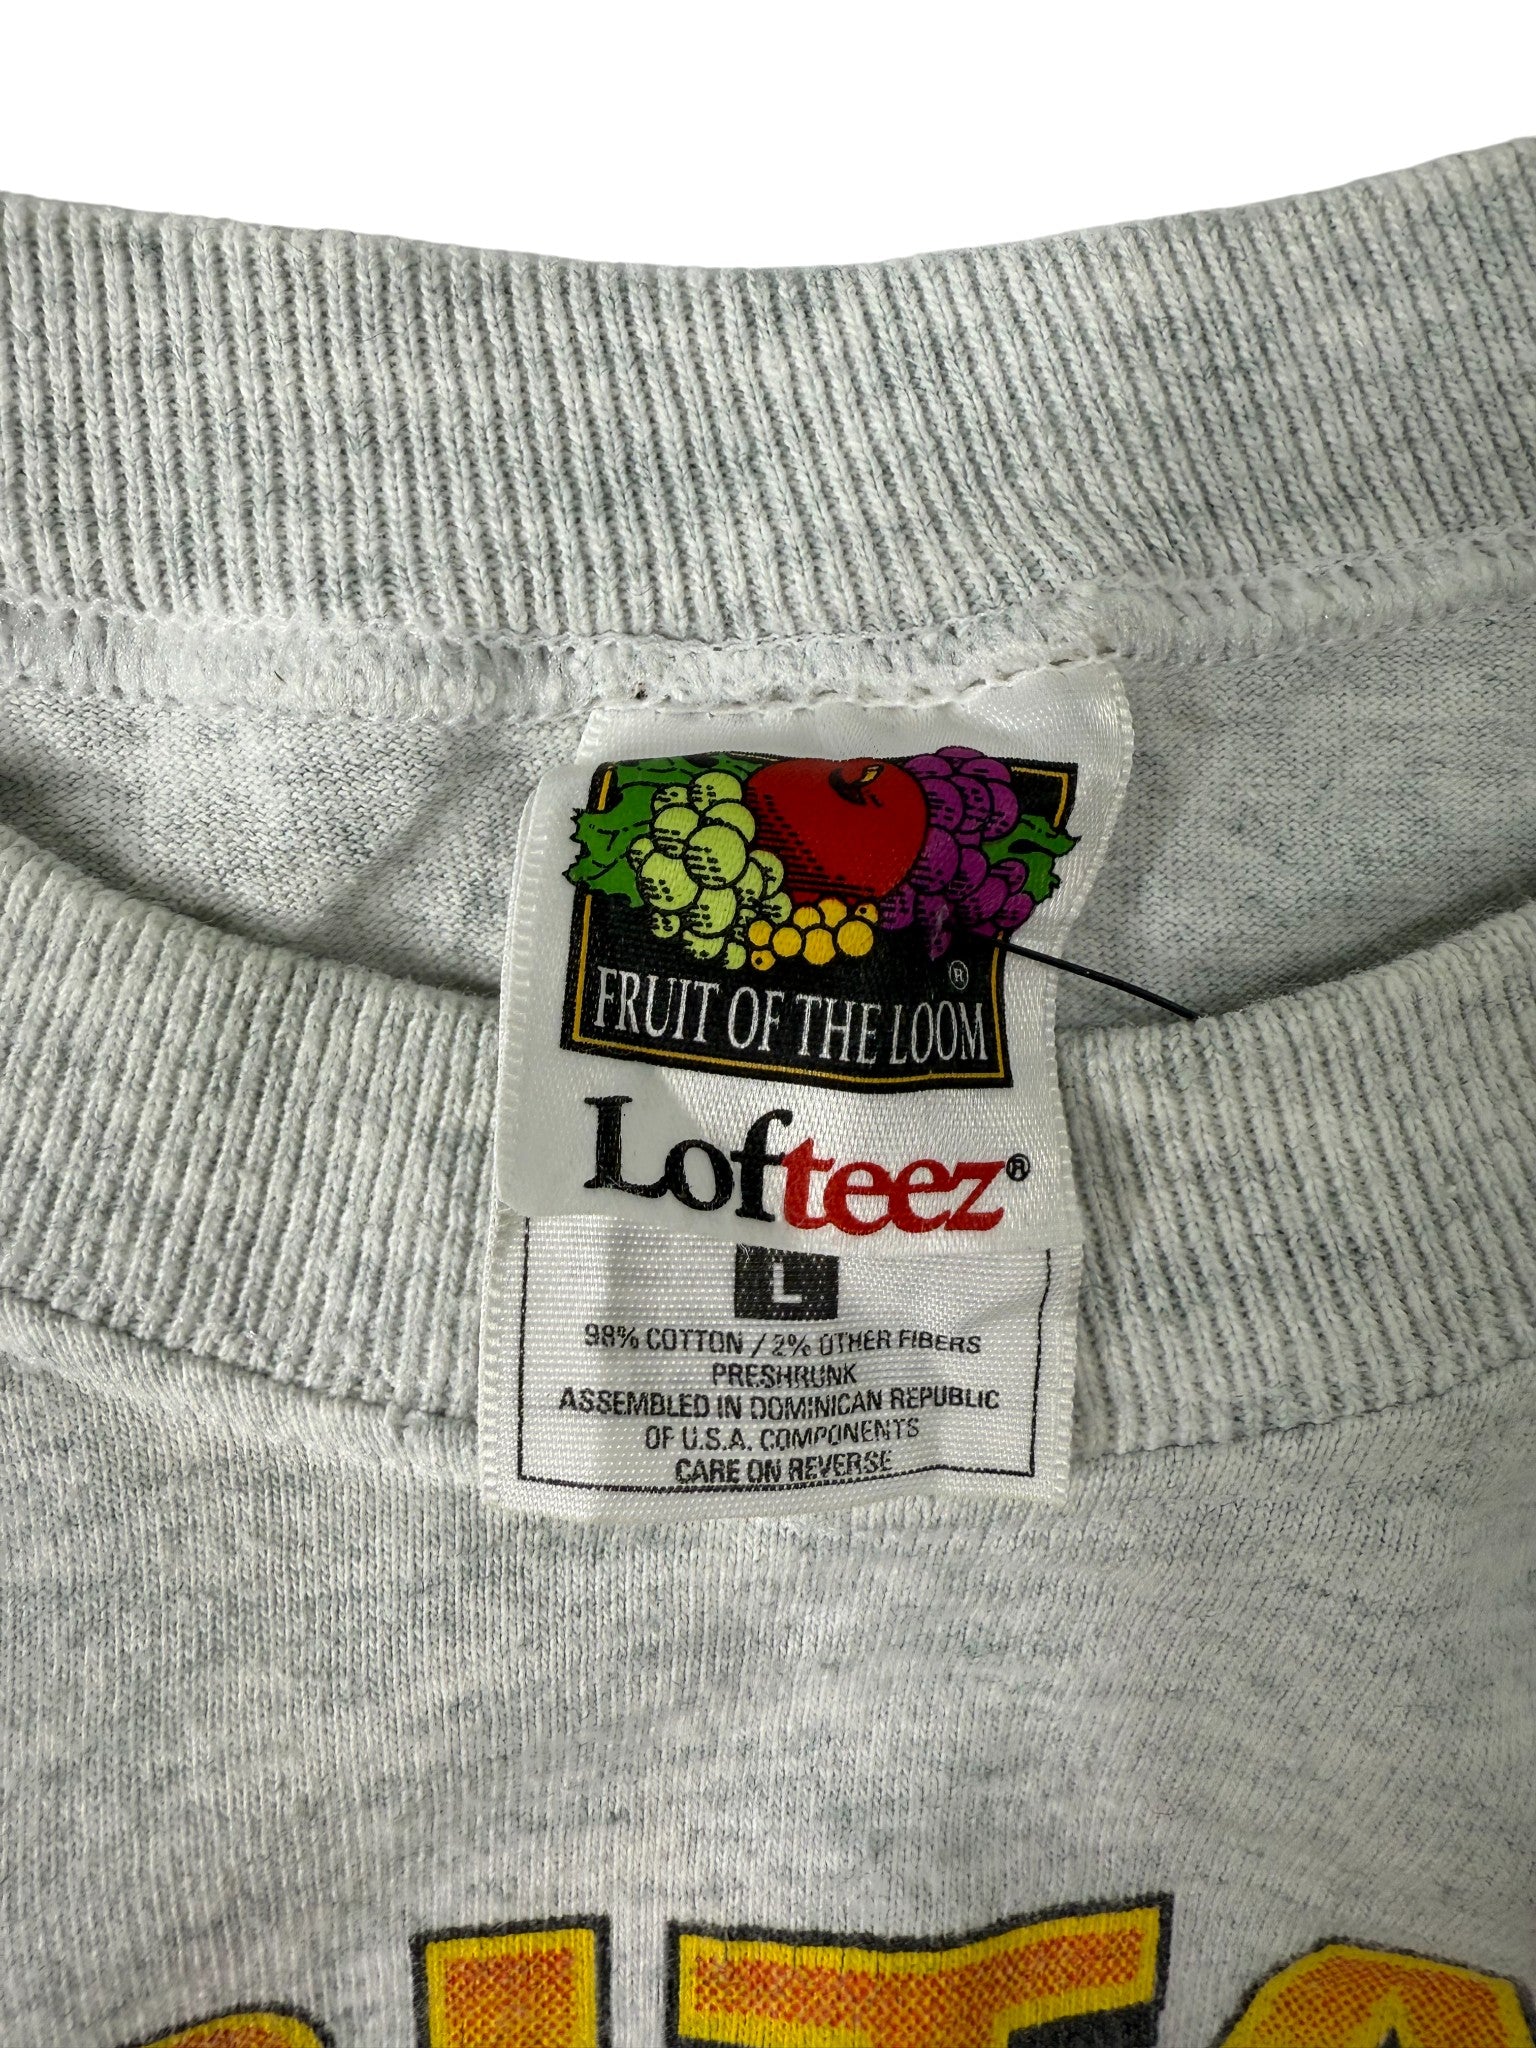 FRUIT OF THE LOOM ®
Lofteez®
L
98% COTTON / 2% OTHER FIBERS
PRESHRUNK
ASSEMBLED IN DOMINICAN REPUBLIC
OF U.S.A. COMPONENTS
CARE ON REVERSE